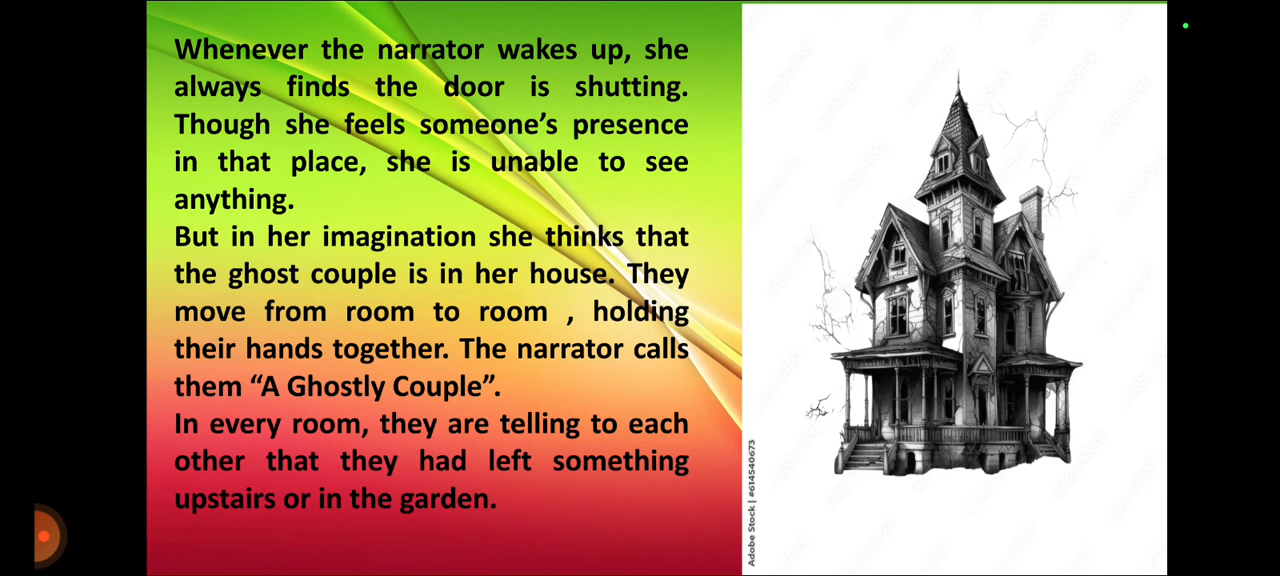 Whenever the narrator wakes up, she
always finds the door is shutting.
Though she feels someone’s presence
in that place, she is unable to see
anything.
But in her imagination she thinks that
the ghost couple is in her house. They
move from room to room , holding
their hands together. The narrator calls
them “A Ghostly Couple”.
In every room, they are telling to each
other that they had left something
upstairs or in the garden.
Adobe Stock | #614540673